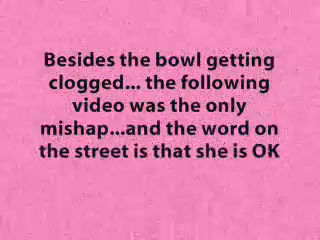 Besides the bowl getting
clogged... the following
video was the only
mishap...and the word on
the street is that she is OK